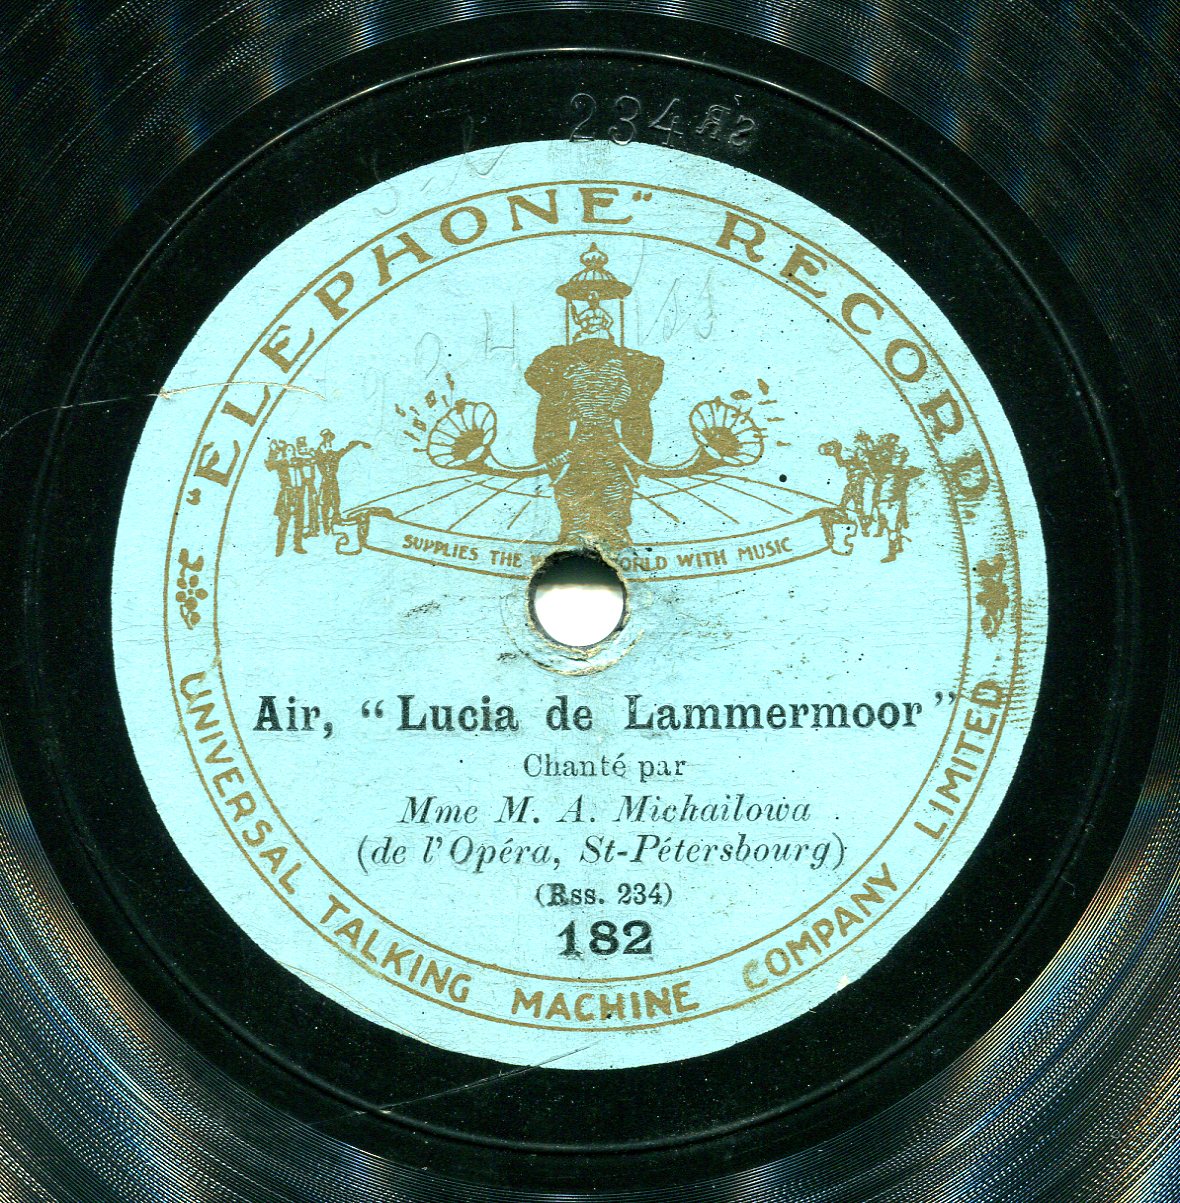 234
"ELEPHONE" RECORD.
SUPPLIES THE WORLD WITH MUSIC
Air, "Lucia de Lammermoor"
Chanté par
Mme M. A. Michailowa
(de l'Opéra, St-Pétersbourg)
(Rss. 234)
182
UNIVERSAL TALKING MACHINE COMPANY LIMITED